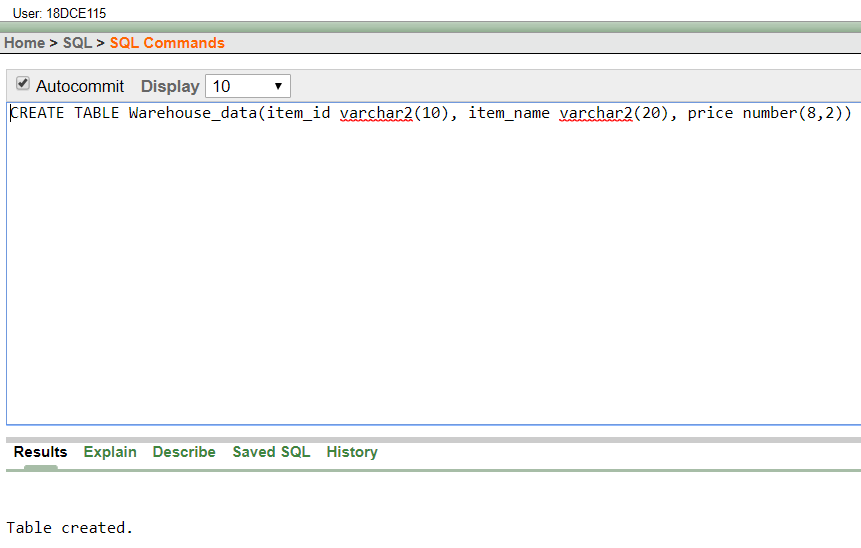 User: 18DCE115
Home > SQL > SQL Commands
Autocommit Display 10
CREATE TABLE Warehouse_data(item_id varchar2(10), item_name varchar2(20), price number(8,2))
Results Explain Describe Saved SQL History
Table created.